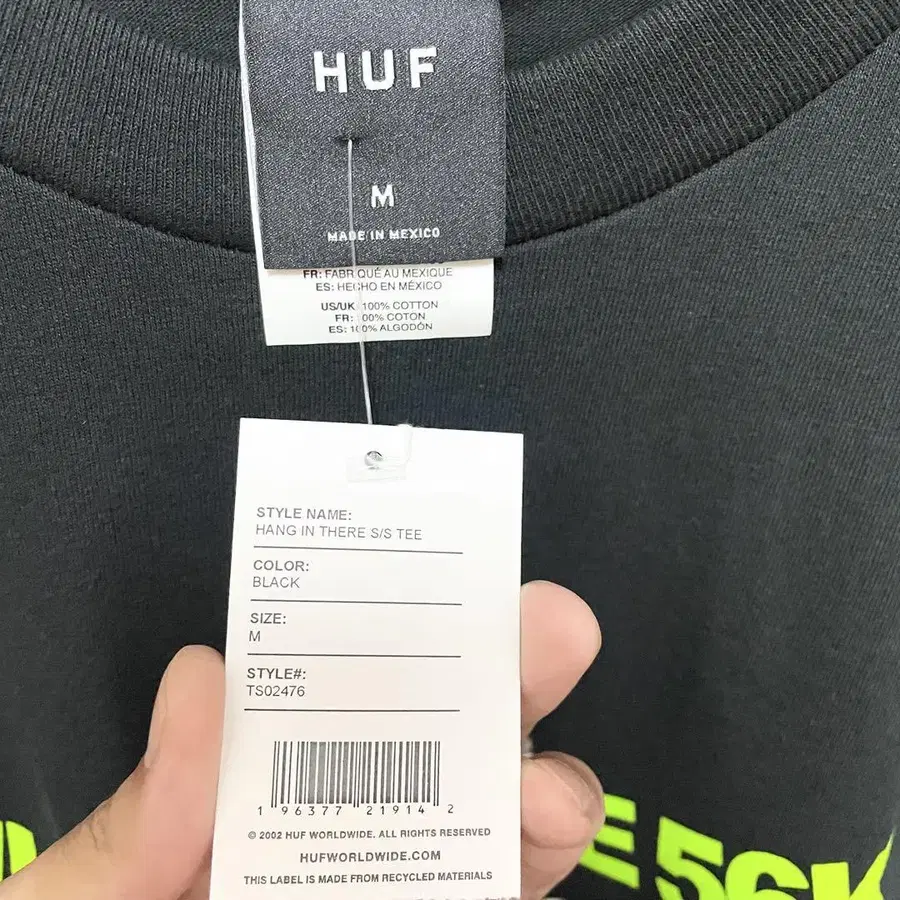 HUF
M
MADE IN MEXICO
FR: FABRIQUÉ AU MEXIQUE
ES: HECHO EN MÉXICO
US/UK 100% COTTON
FR: 100% COTON
ES: 100% ALGODÓN
STYLE NAME:
HANG IN THERE S/S TEE
COLOR:
BLACK
SIZE:
M
STYLE#:
TS02476
1 96377 21914 2
© 2002 HUF WORLDWIDE. ALL RIGHTS RESERVED
HUFWORLDWIDE.COM
THIS LABEL IS MADE FROM RECYCLED MATERIALS
E 56K